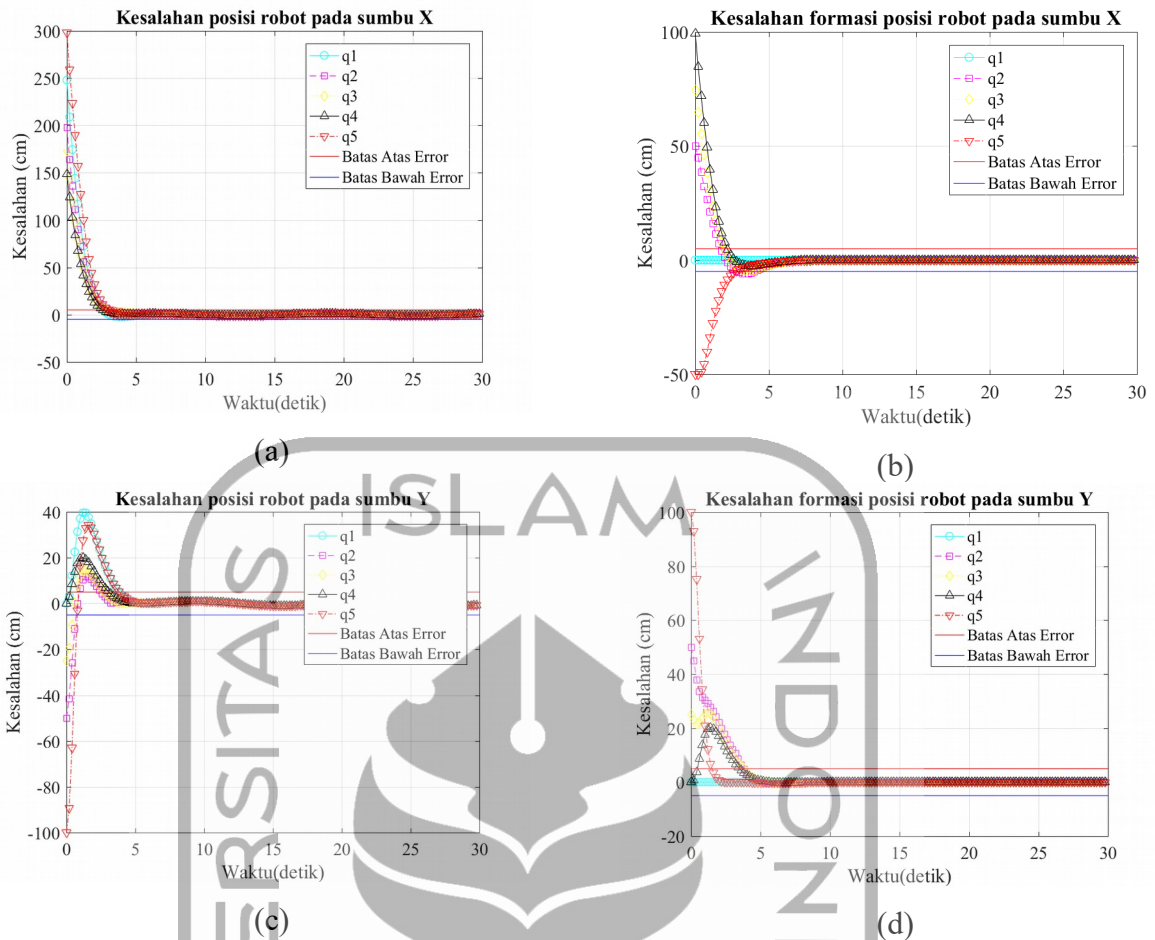 Kesalahan posisi robot pada sumbu X
300
250
200
150
100
50
0
-50
Kesalahan (cm)
0 5 10 15 20 25 30
Waktu(detik)
q1
q2
q3
q4
q5
Batas Atas Error
Batas Bawah Error
(a)
Kesalahan formasi posisi robot pada sumbu X
100
50
0
-50
Kesalahan (cm)
0 5 10 15 20 25 30
Waktu(detik)
q1
q2
q3
q4
q5
Batas Atas Error
Batas Bawah Error
(b)
Kesalahan posisi robot pada sumbu Y
40
20
0
-20
-40
-60
-80
-100
Kesalahan (cm)
0 5 10 15 20 25 30
Waktu(detik)
q1
q2
q3
q4
q5
Batas Atas Error
Batas Bawah Error
(c)
Kesalahan formasi posisi robot pada sumbu Y
100
80
60
40
20
0
-20
Kesalahan (cm)
0 5 10 15 20 25 30
Waktu(detik)
q1
q2
q3
q4
q5
Batas Atas Error
Batas Bawah Error
(d)
ERSITAS
ISLAM
INDON